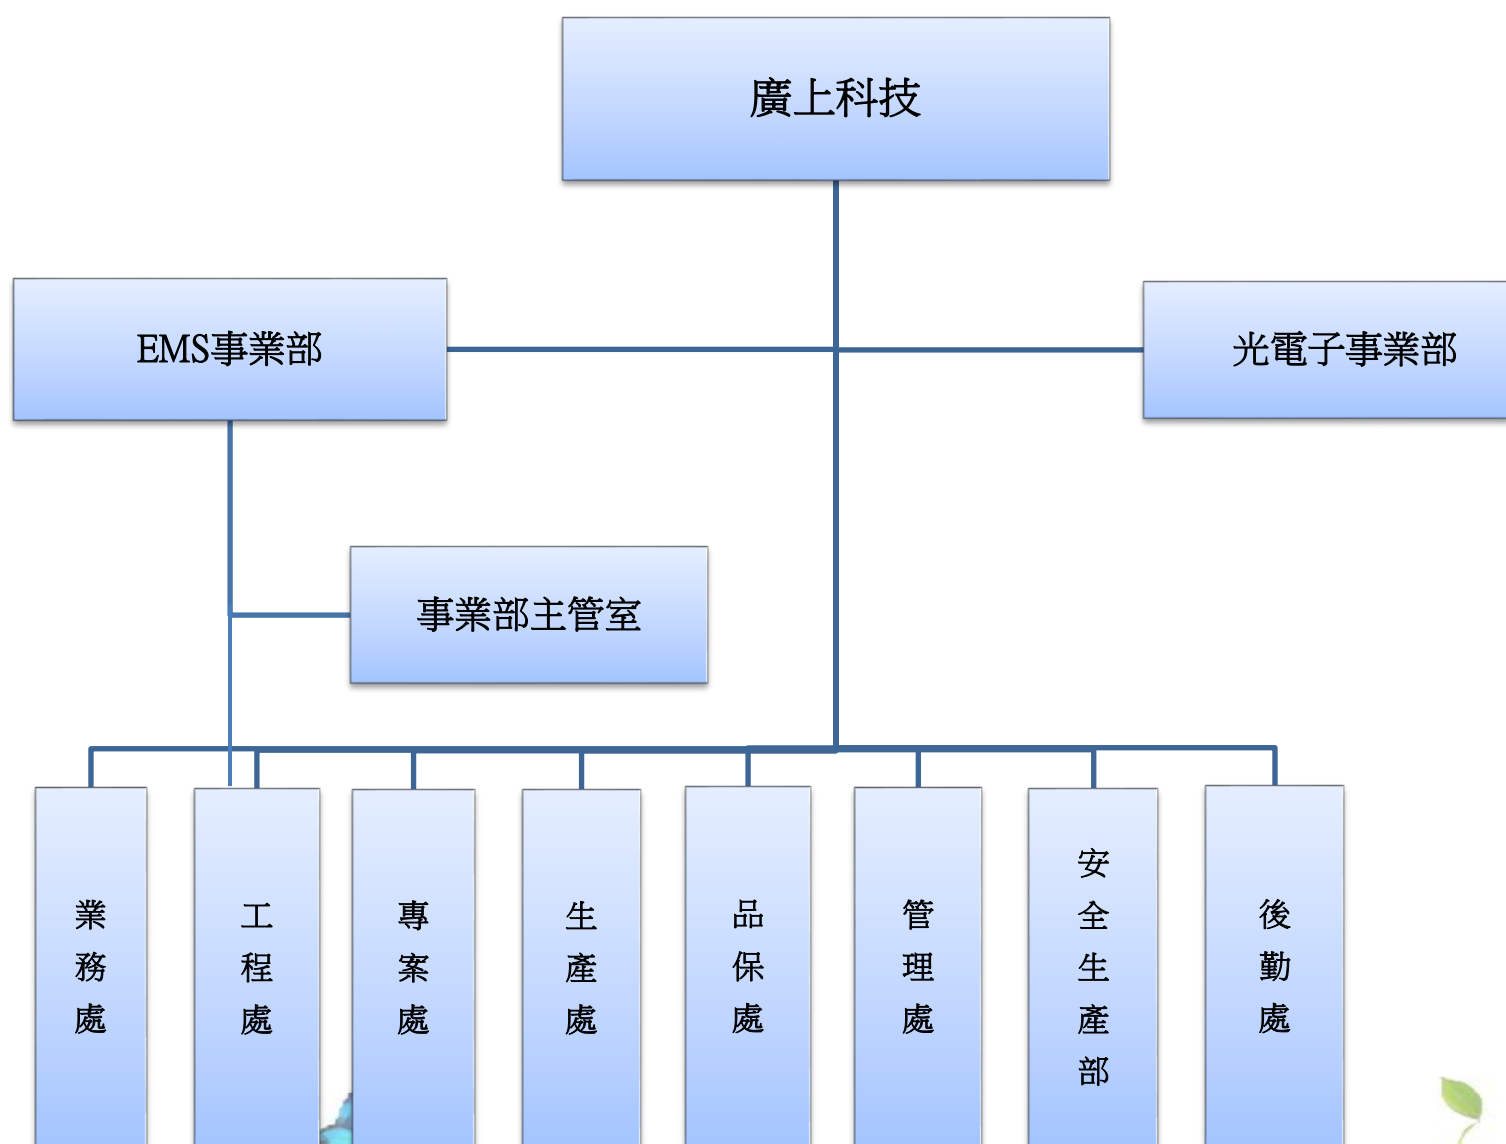 廣上科技
EMS事業部
光電子事業部
事業部主管室
業務處
工程處
專案處
生產處
品保處
管理處
安全生產部
後勤處